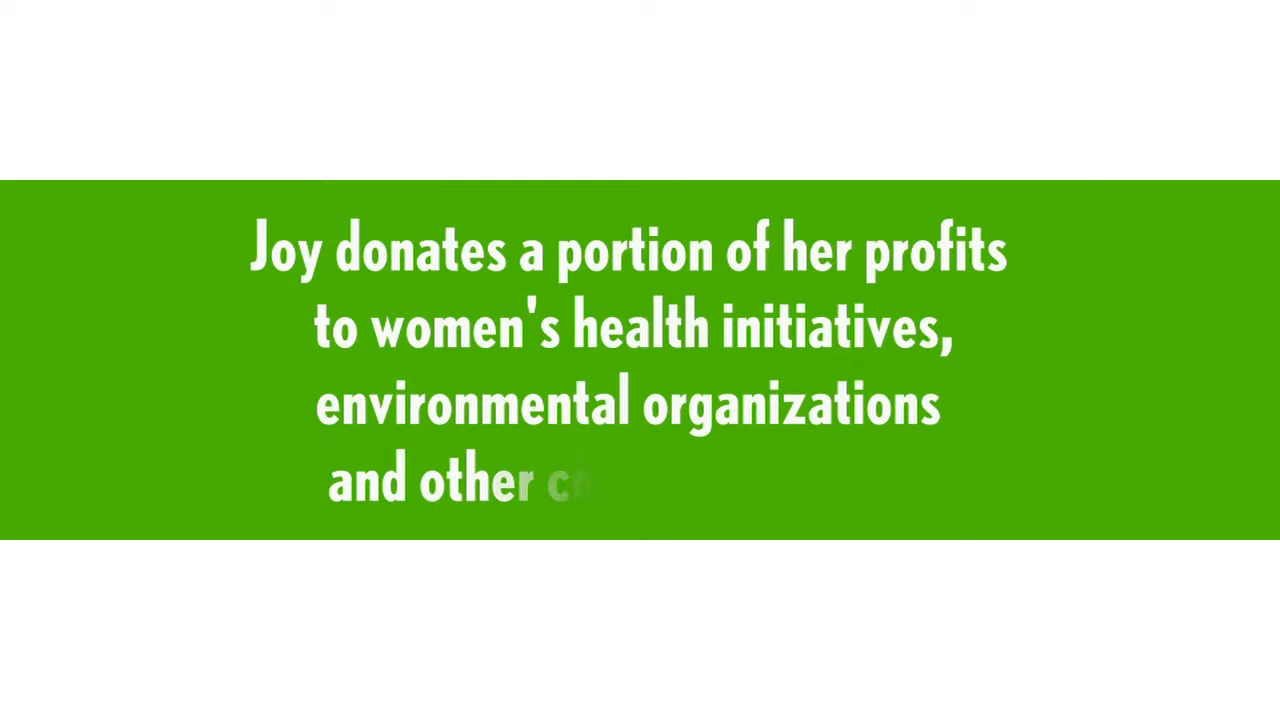 Joy donates a portion of her profits
to women's health initiatives,
environmental organizations
and other